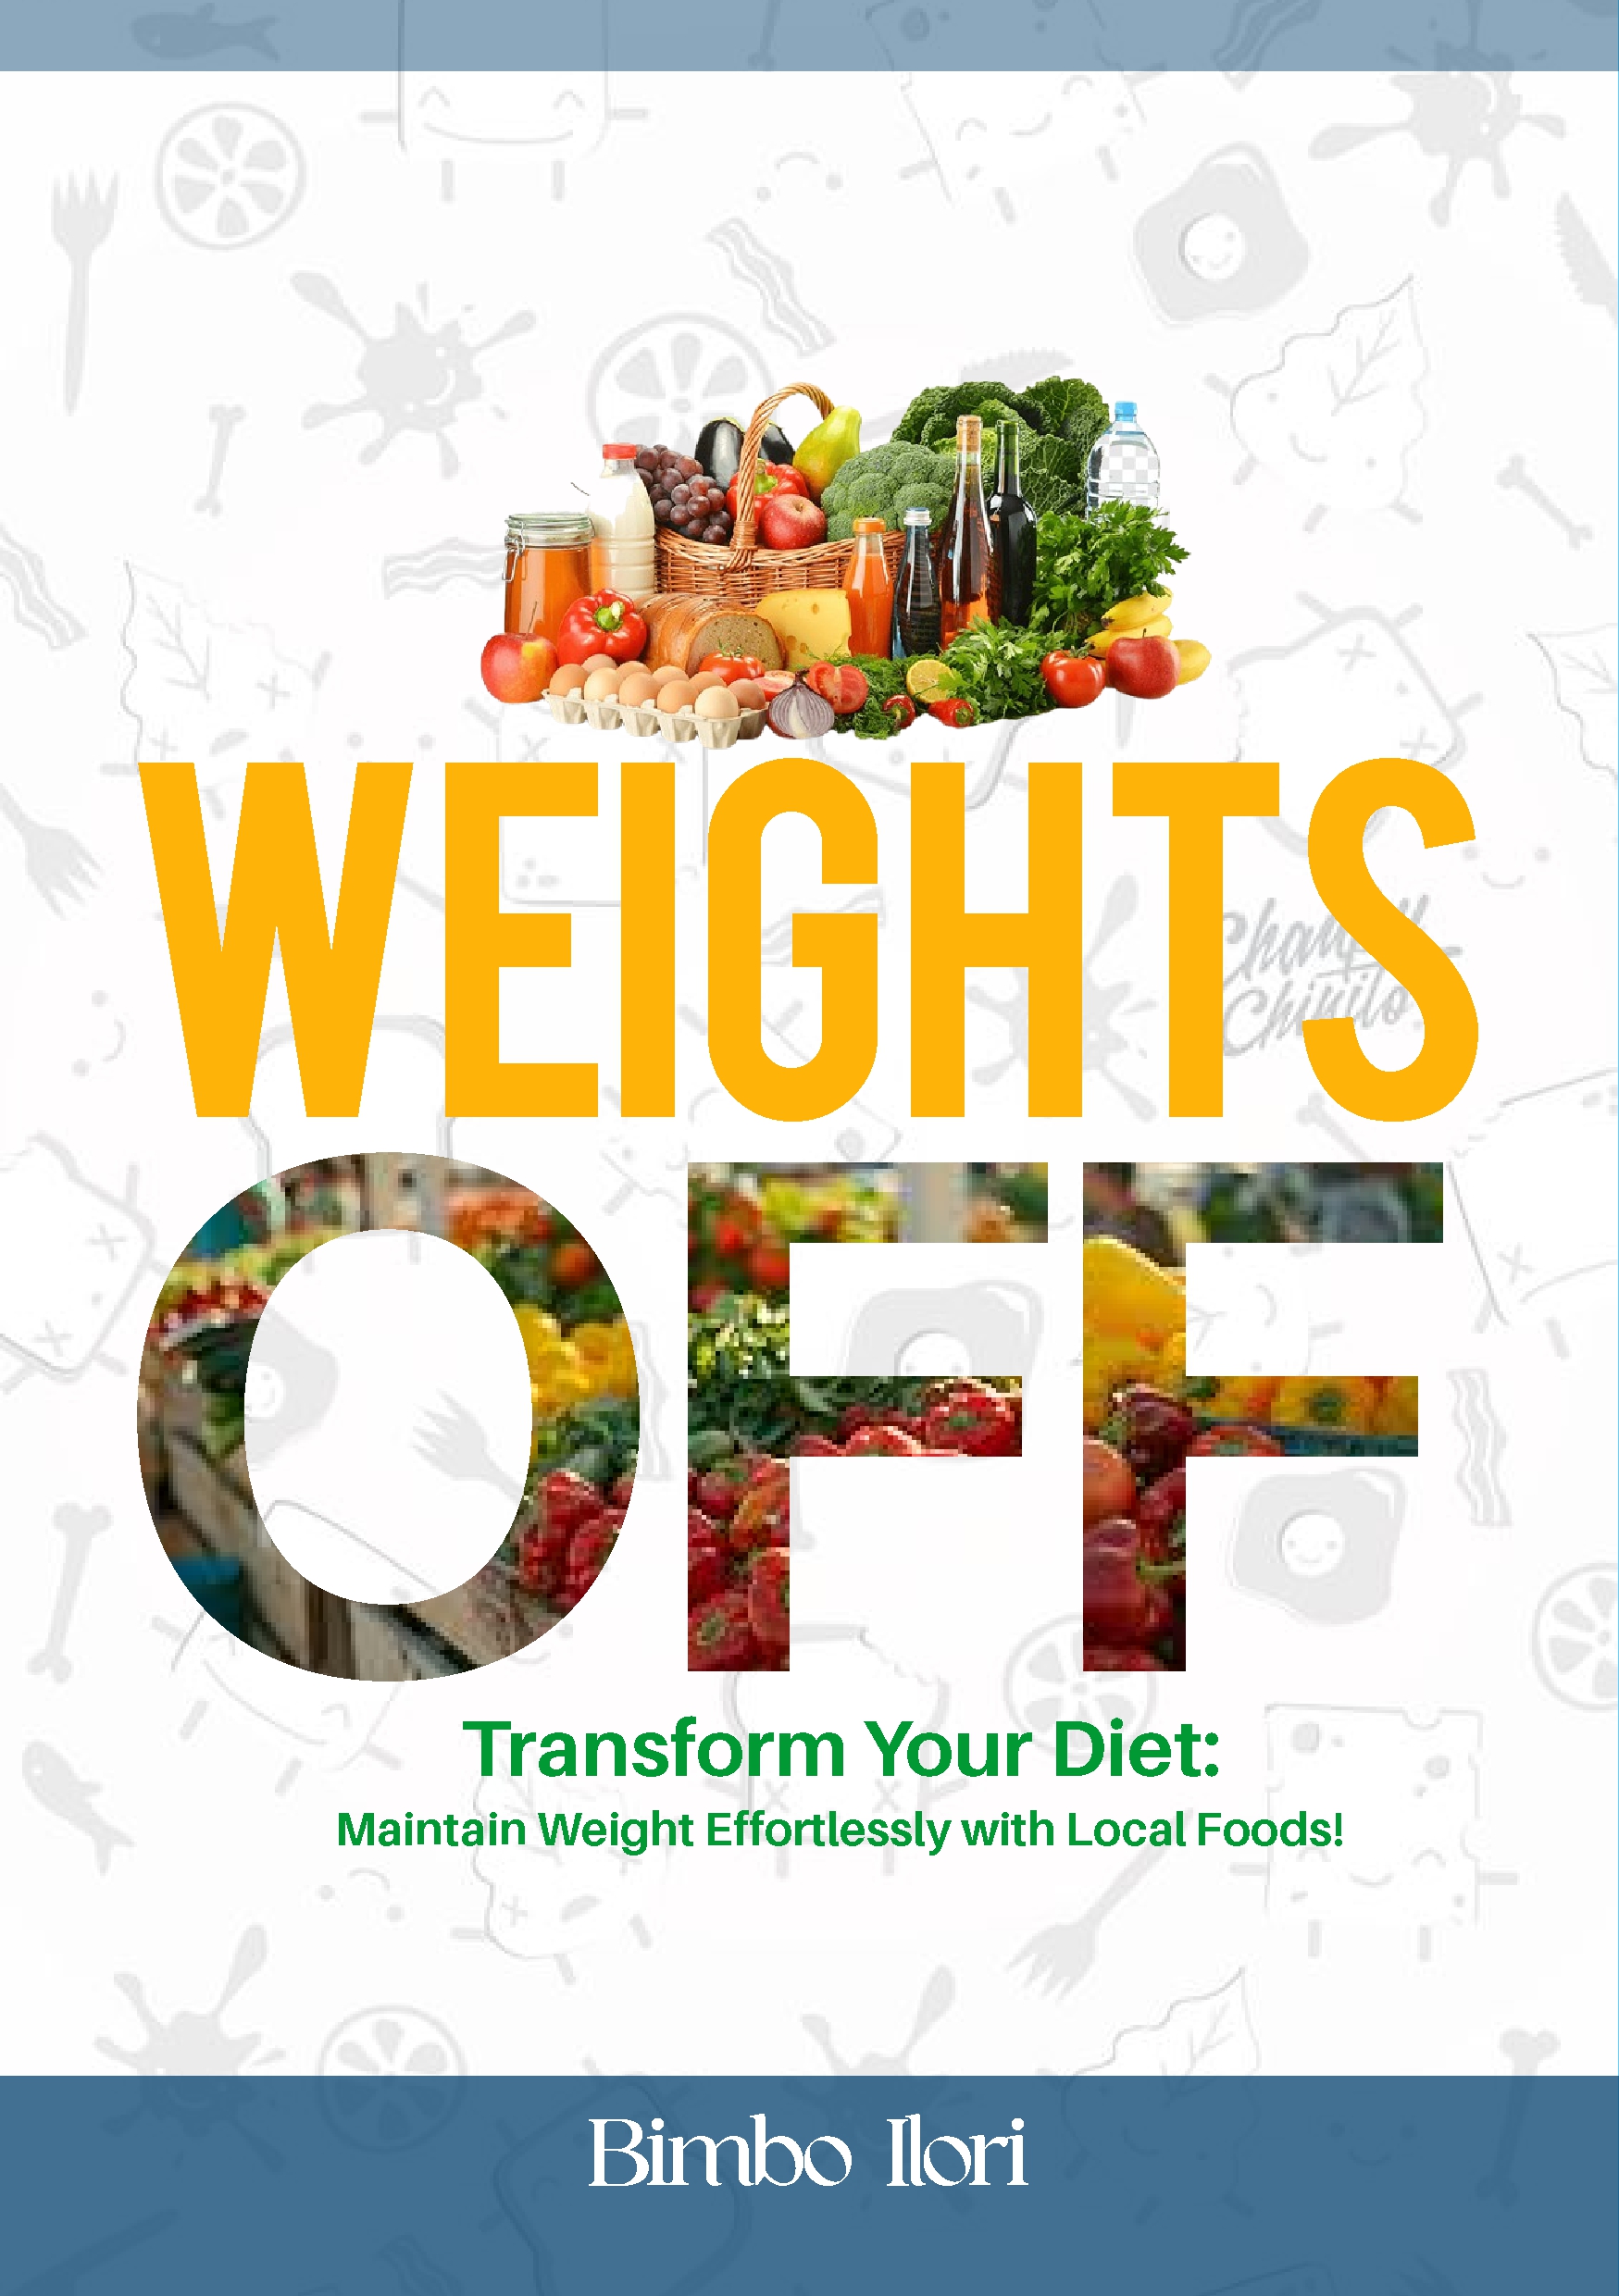 WEIGHTS
OFF
Transform Your Diet:
Maintain Weight Effortlessly with Local Foods!
Bimbo Ilori